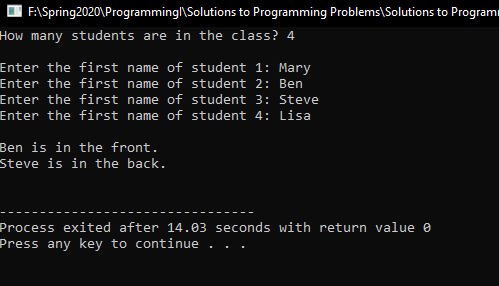 F:\Spring2020\ProgrammingI\Solutions to Programming Problems\Solutions to
How many students are in the class? 4
Enter the first name of student 1: Mary
Enter the first name of student 2: Ben
Enter the first name of student 3: Steve
Enter the first name of student 4: Lisa
Ben is in the front.
Steve is in the back.
--------------------------------
Process exited after 14.03 seconds with return value 0
Press any key to continue . . .